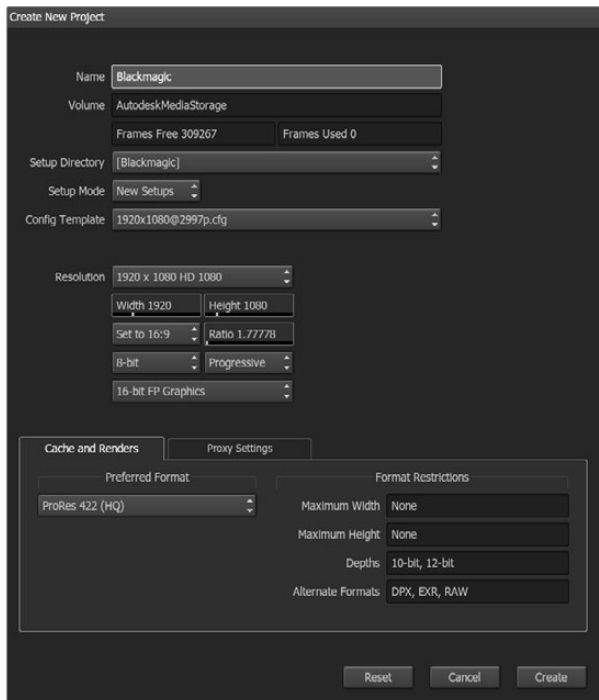 Create New Project
Name Blackmagic
Volume AutodeskMediaStorage
Frames Free 309267 Frames Used 0
Setup Directory [Blackmagic]
Setup Mode New Setups
Config Template 1920x1080@2997p.cfg
Resolution 1920 x 1080 HD 1080
Width 1920 Height 1080
Set to 16:9 Ratio 1.77778
8-bit Progressive
16-bit FP Graphics
Cache and Renders Proxy Settings
Preferred Format Format Restrictions
ProRes 422 (HQ) Maximum Width None
Maximum Height None
Depths 10-bit, 12-bit
Alternate Formats DPX, EXR, RAW
Reset Cancel Create